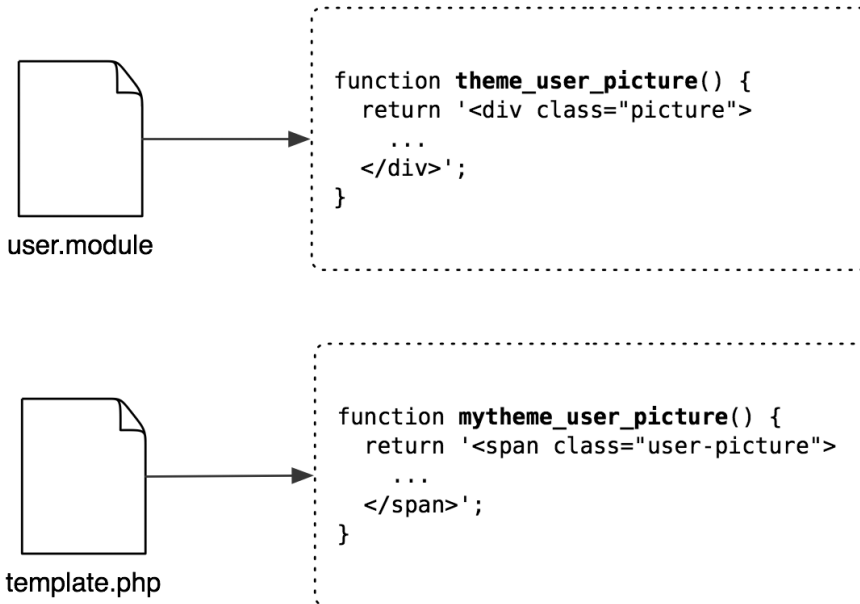 function theme_user_picture() {
  return '<div class="picture">
    ...
  </div>';
}
user.module
function mytheme_user_picture() {
  return '<span class="user-picture">
    ...
  </span>';
}
template.php